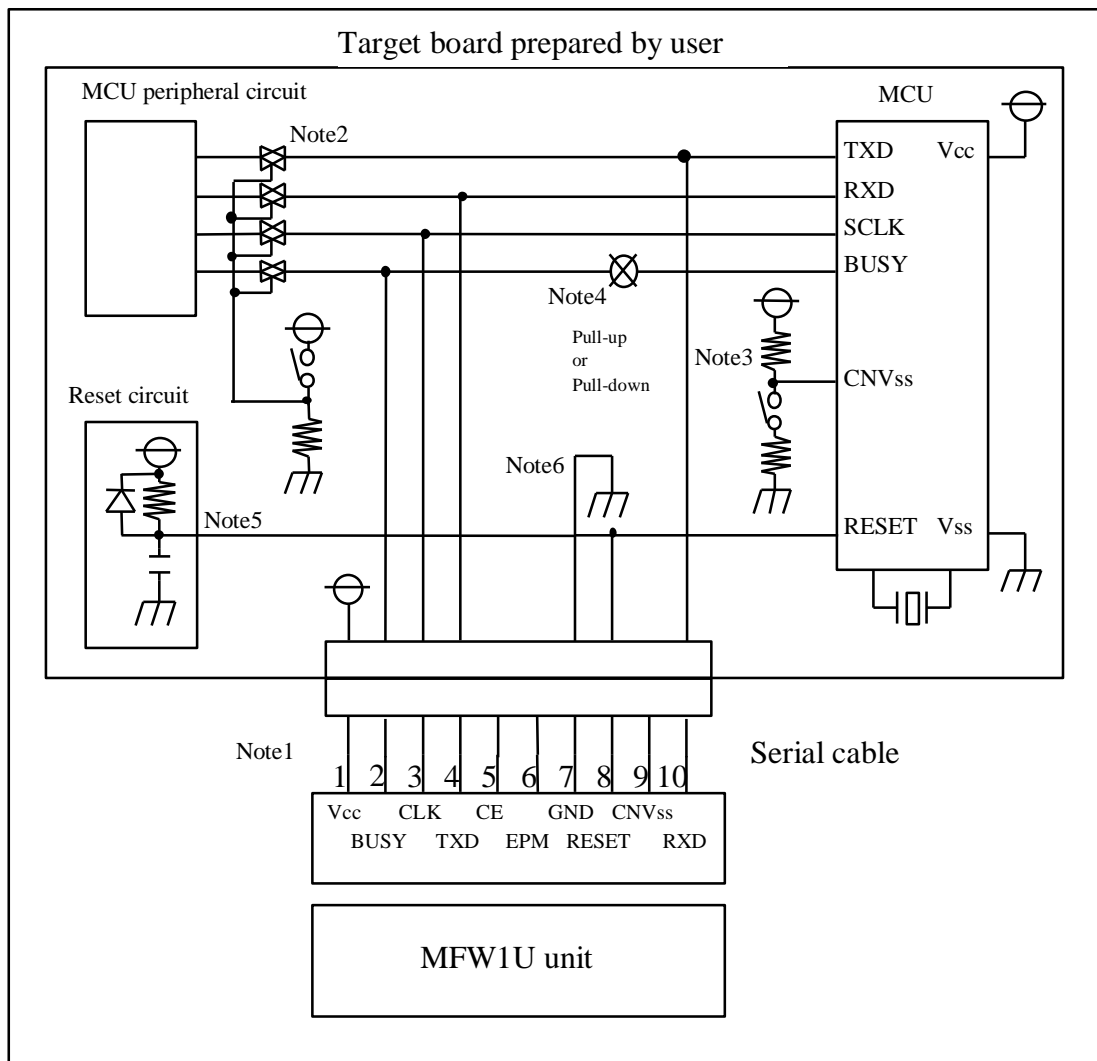 Target board prepared by user
MCU peripheral circuit
MCU
Note2
TXD
Vcc
RXD
SCLK
BUSY
Note4
Pull-up
or
Pull-down
Note3
CNVss
Reset circuit
Note6
Note5
RESET
Vss
Note1
Serial cable
1 2 3 4 5 6 7 8 9 10
Vcc CLK CE GND CNVss
BUSY TXD EPM RESET RXD
MFW1U unit